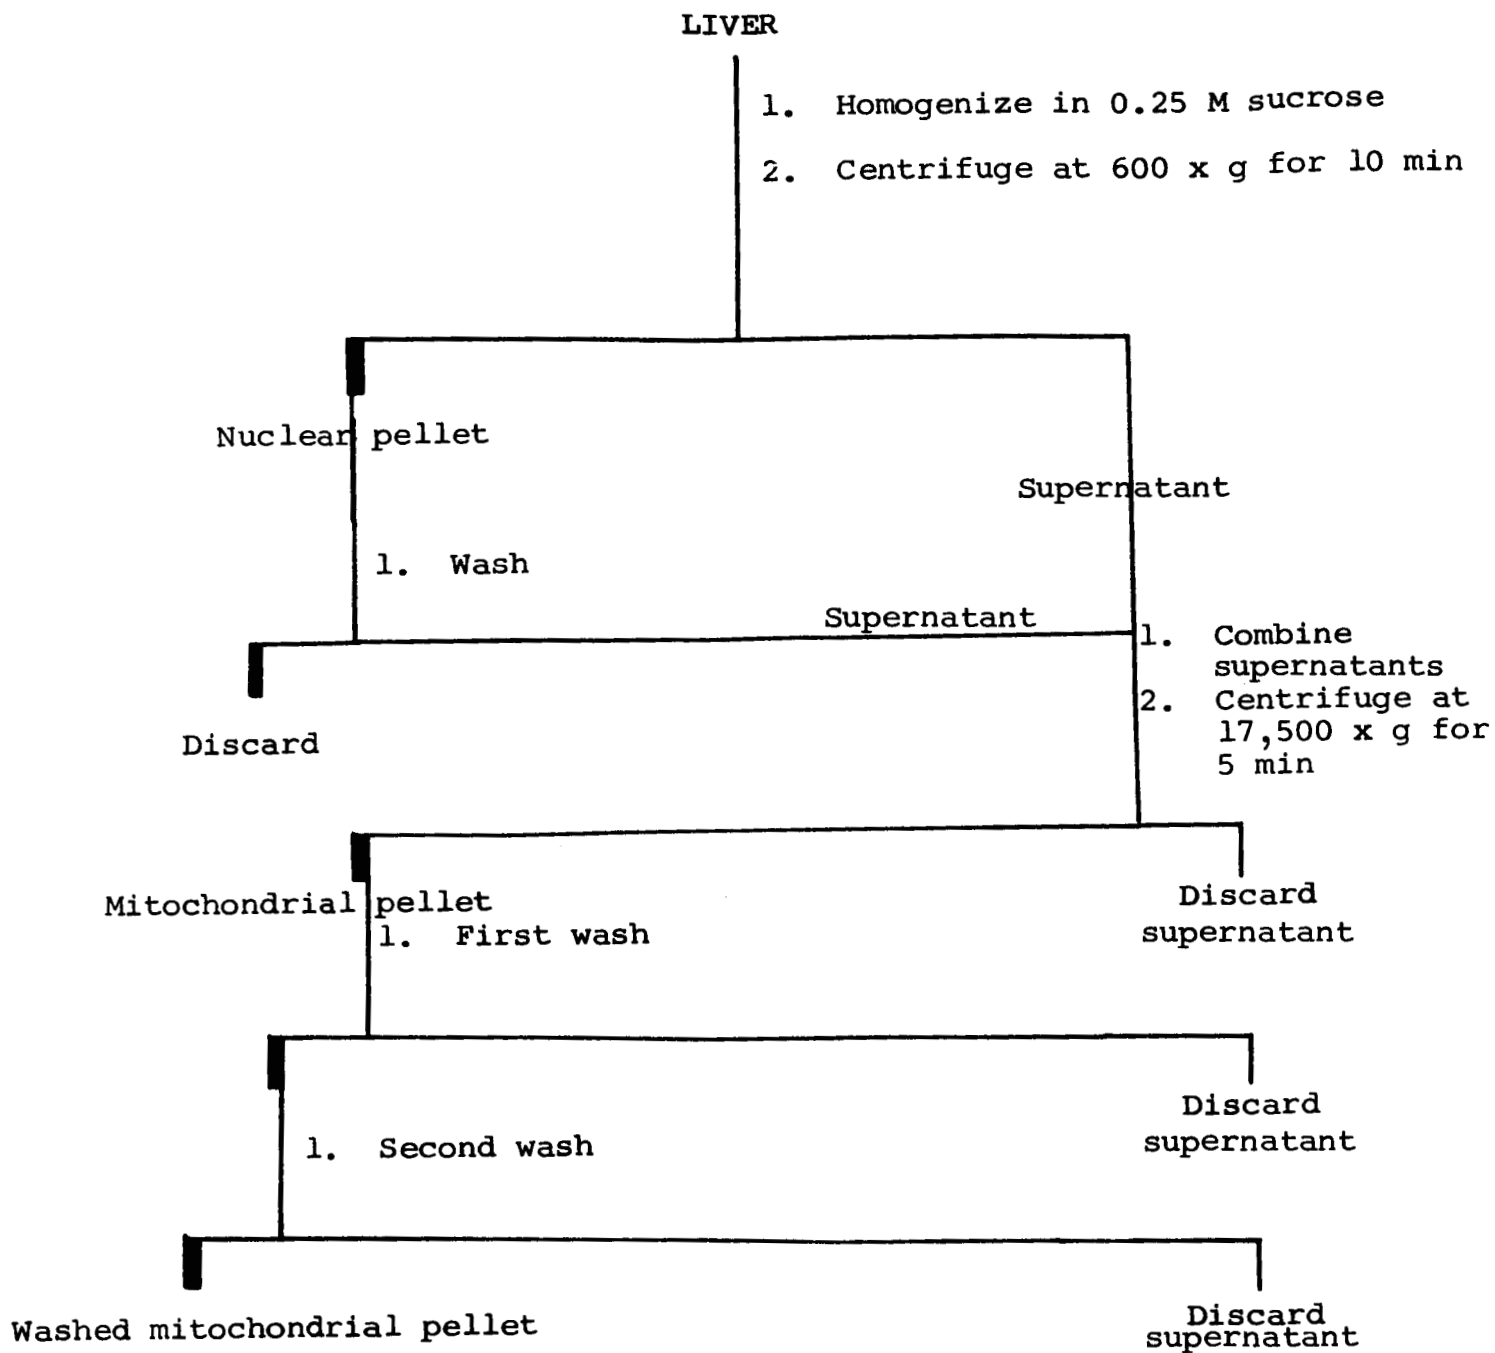 LIVER
1. Homogenize in 0.25 M sucrose
2. Centrifuge at 600 x g for 10 min
Nuclear pellet
Supernatant
1. Wash
Supernatant
1. Combine
supernatants
2. Centrifuge at
17,500 x g for
5 min
Discard
Mitochondrial pellet
1. First wash
Discard
supernatant
Discard
supernatant
1. Second wash
Washed mitochondrial pellet
Discard
supernatant